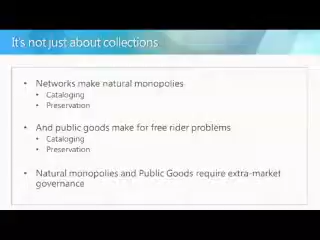 It's not just about collections
• Networks make natural monopolies
• Cataloging
• Preservation
• And public goods make for free rider problems
• Cataloging
• Preservation
• Natural monopolies and Public Goods require extra-market
governance